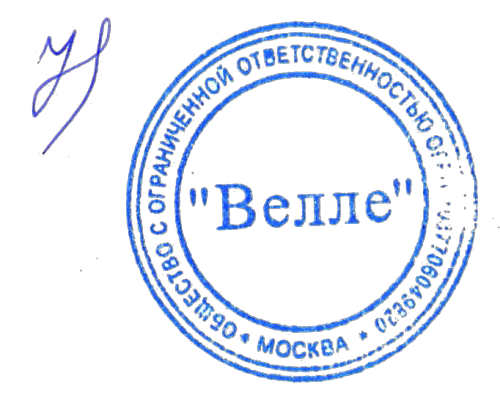 ОБЩЕСТВО С ОГРАНИЧЕННОЙ ОТВЕТСТВЕННОСТЬЮ
"Велле"
* МОСКВА *